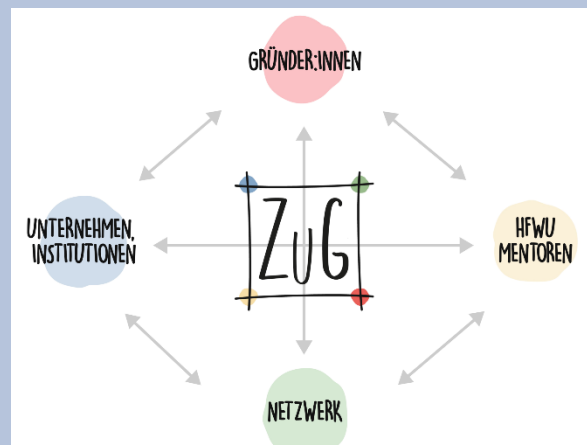 GRÜNDER:INNEN
UNTERNEHMEN,
INSTITUTIONEN
ZUG
HFWU
MENTOREN
NETZWERK